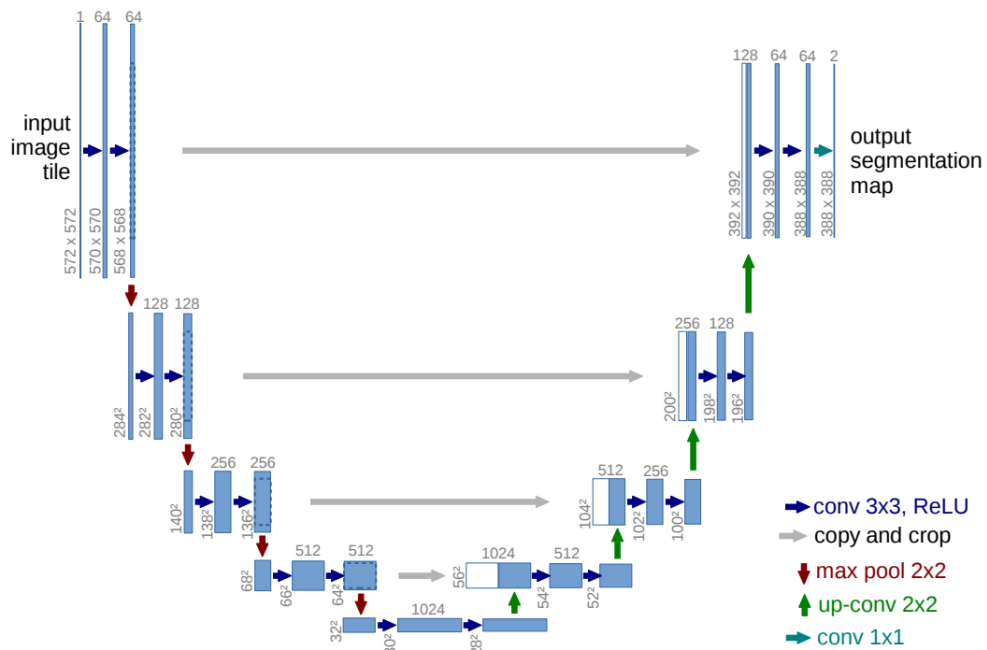 1 64 64
input
image
tile
572 x 572
570 x 570
568 x 568
128 64 64 2
output
segmentation
map
392 x 392
390 x 390
388 x 388
388 x 388
128 128
284²
282²
280²
256 128
200²
198²
196²
256 256
140²
138²
136²
512 256
104²
102²
100²
512 512
68²
66²
64²
1024 512
56²
54²
52²
1024
32²
30²
28²
conv 3x3, ReLU
copy and crop
max pool 2x2
up-conv 2x2
conv 1x1